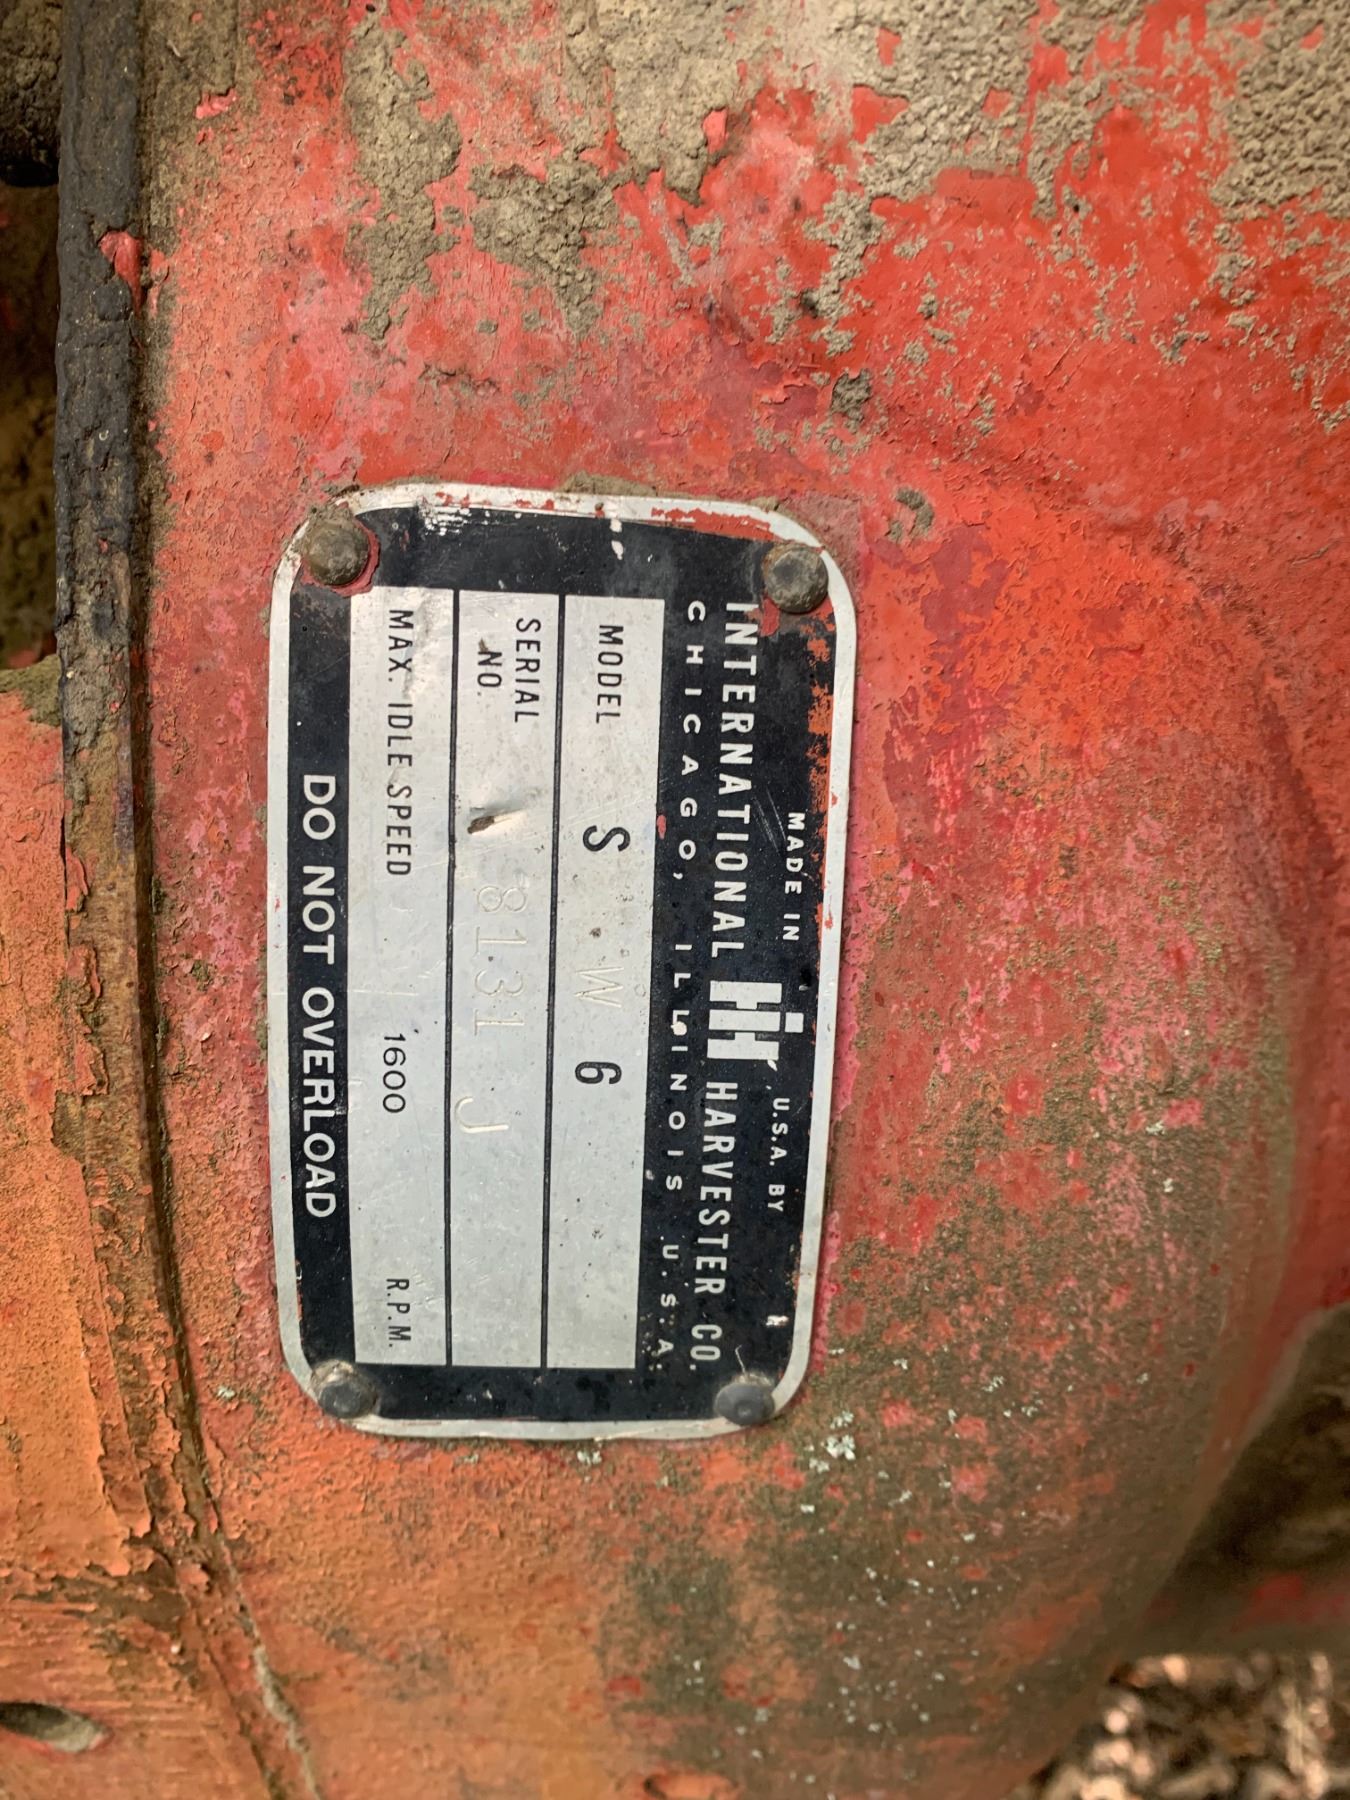 MADE IN U.S.A. BY
INTERNATIONAL IH HARVESTER CO.
CHICAGO, ILLINOIS U.S.A.
MODEL S W 6
SERIAL NO. 8131 J
MAX. IDLE SPEED 1600 R.P.M.
DO NOT OVERLOAD